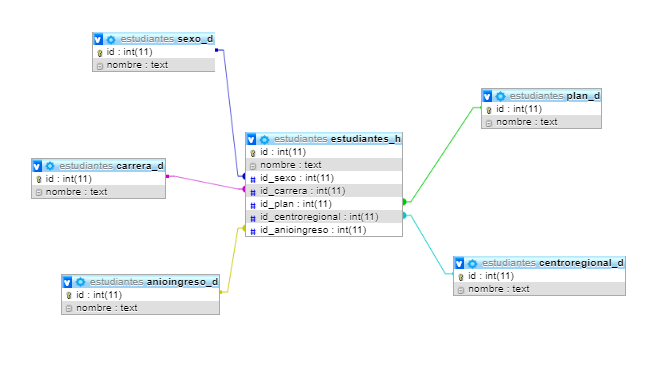 estudiantes sexo_d
id : int(11)
nombre : text
estudiantes plan_d
id : int(11)
nombre : text
estudiantes estudiantes_h
id : int(11)
nombre : text
id_sexo : int(11)
id_carrera : int(11)
id_plan : int(11)
id_centroregional : int(11)
id_anioingreso : int(11)
estudiantes carrera_d
id : int(11)
nombre : text
estudiantes centroregional_d
id : int(11)
nombre : text
estudiantes anioingreso_d
id : int(11)
nombre : text